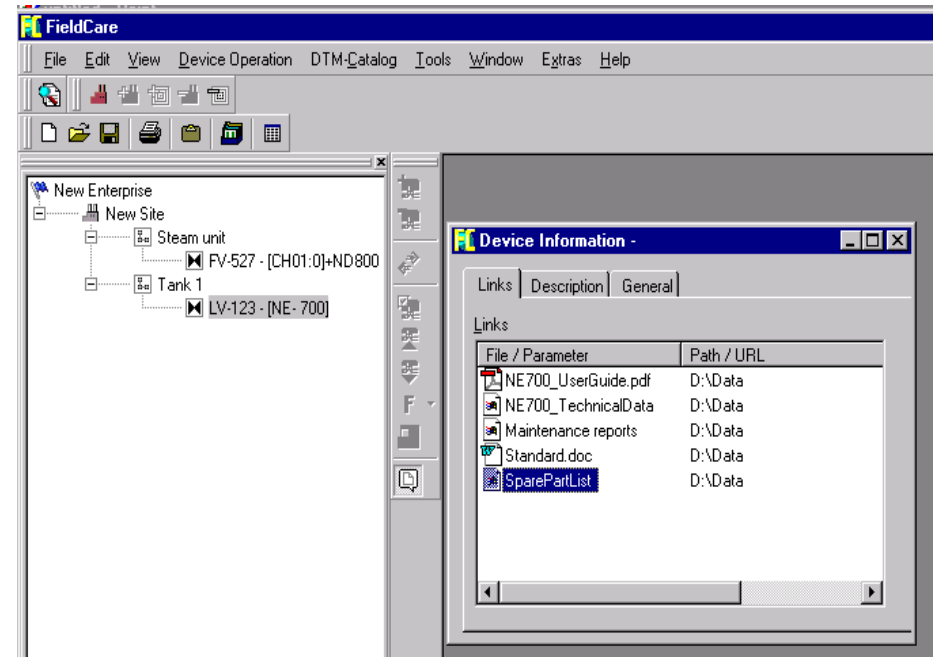 FieldCare
File Edit View Device Operation DTM-Catalog Tools Window Extras Help
New Enterprise
New Site
Steam unit
FV-527 - [CH01:0]+ND800
Tank 1
LV-123 - [NE- 700]
F
Device Information -
Links Description General
Links
File / Parameter Path / URL
NE700_UserGuide.pdf D:\Data
NE700_TechnicalData D:\Data
Maintenance reports D:\Data
Standard.doc D:\Data
SparePartList D:\Data